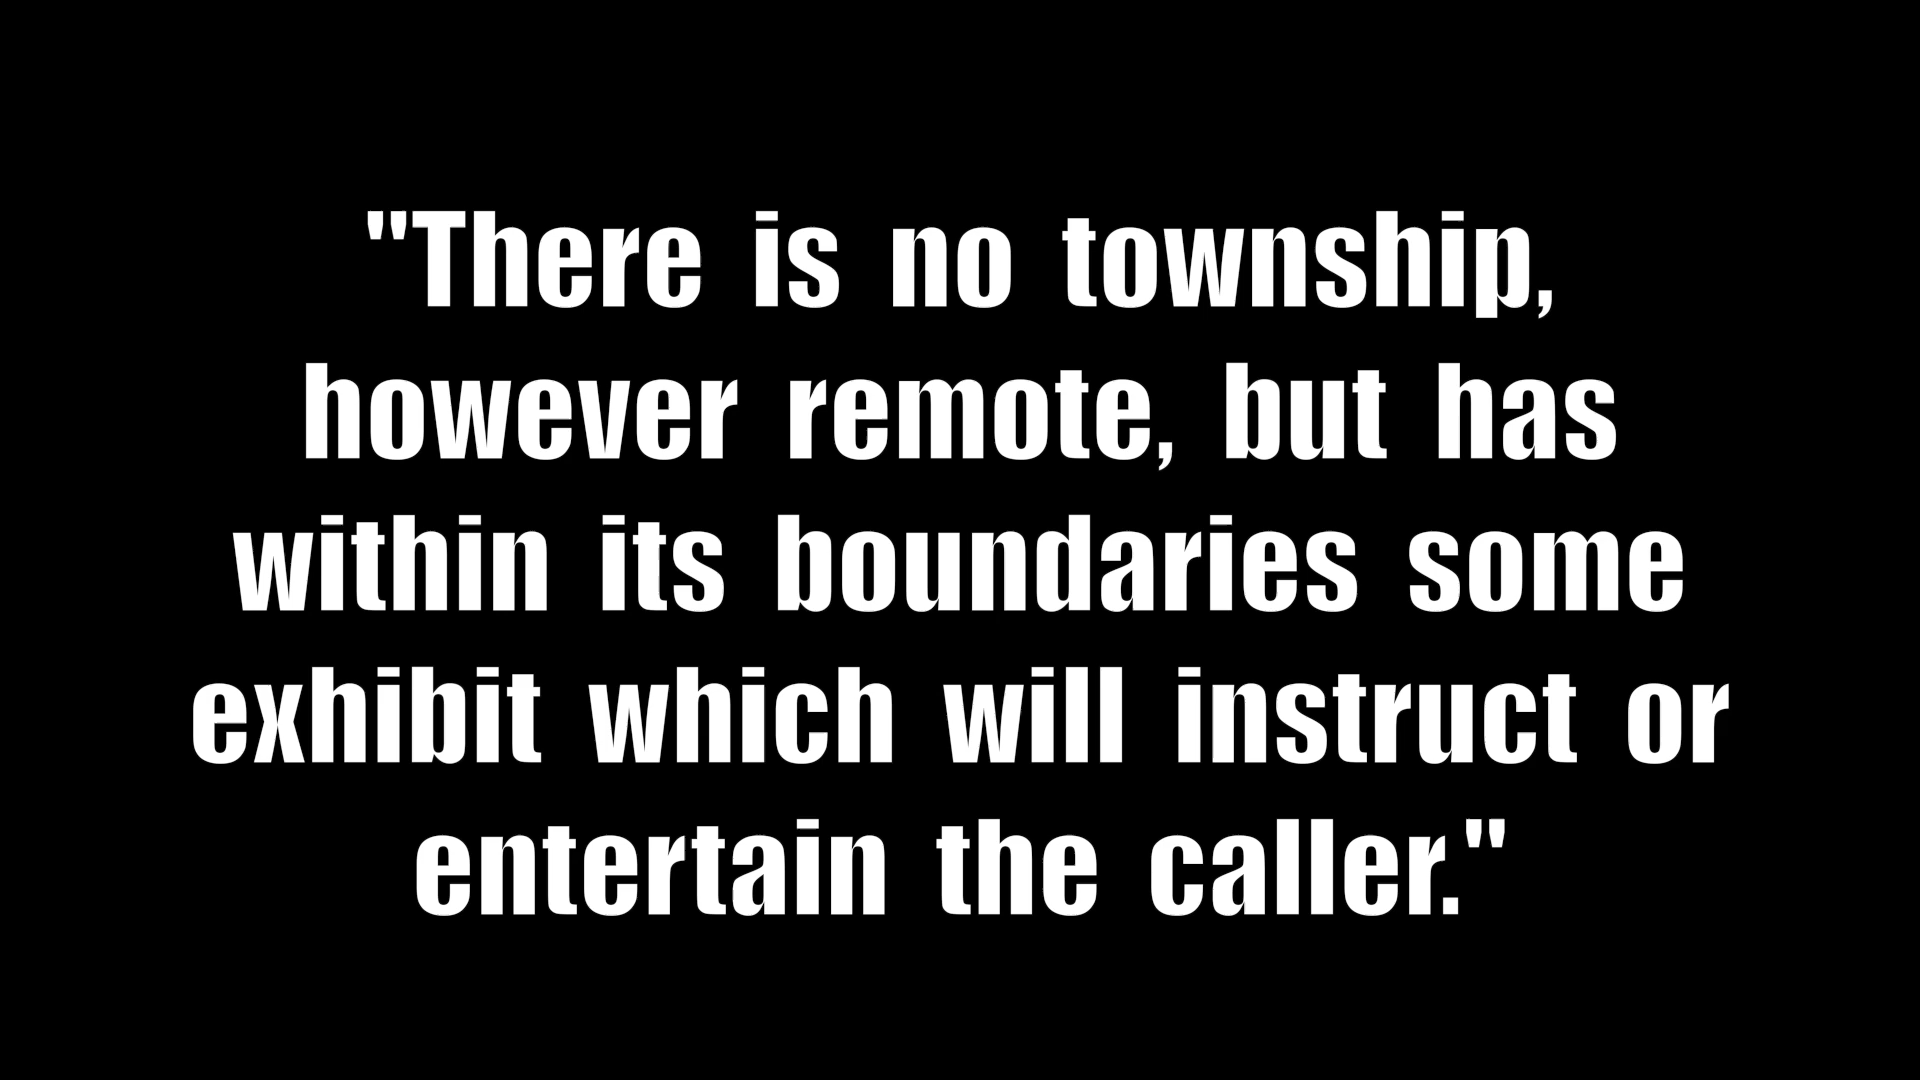 "There is no township,
however remote, but has
within its boundaries some
exhibit which will instruct or
entertain the caller."